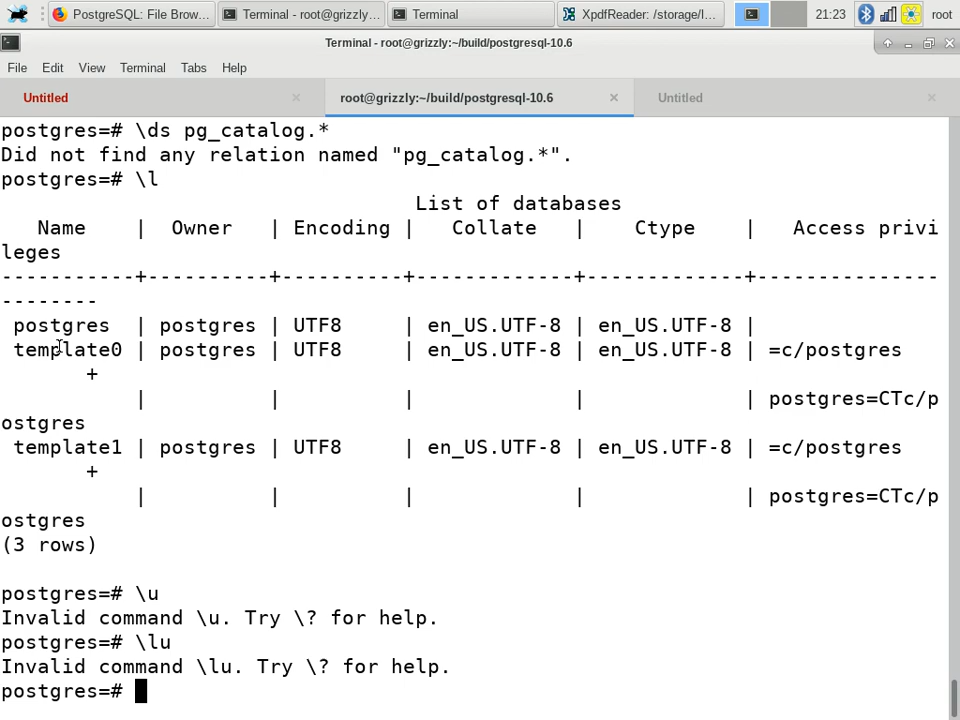 PostgreSQL: File Brow...
Terminal - root@grizzly:...
Terminal
XpdfReader: /storage/l...
21:23
root
Terminal - root@grizzly:~/build/postgresql-10.6
File Edit View Terminal Tabs Help
Untitled
root@grizzly:~/build/postgresql-10.6
Untitled
postgres=# \ds pg_catalog.*
Did not find any relation named "pg_catalog.*".
postgres=# \l
List of databases
Name | Owner | Encoding | Collate | Ctype | Access privi
leges
-----------+----------+----------+-------------+-------------+---------------
--------
postgres | postgres | UTF8 | en_US.UTF-8 | en_US.UTF-8 |
template0 | postgres | UTF8 | en_US.UTF-8 | en_US.UTF-8 | =c/postgres
+
| | | | | postgres=CTc/p
ostgres
template1 | postgres | UTF8 | en_US.UTF-8 | en_US.UTF-8 | =c/postgres
+
| | | | | postgres=CTc/p
ostgres
(3 rows)
postgres=# \u
Invalid command \u. Try \? for help.
postgres=# \lu
Invalid command \lu. Try \? for help.
postgres=#